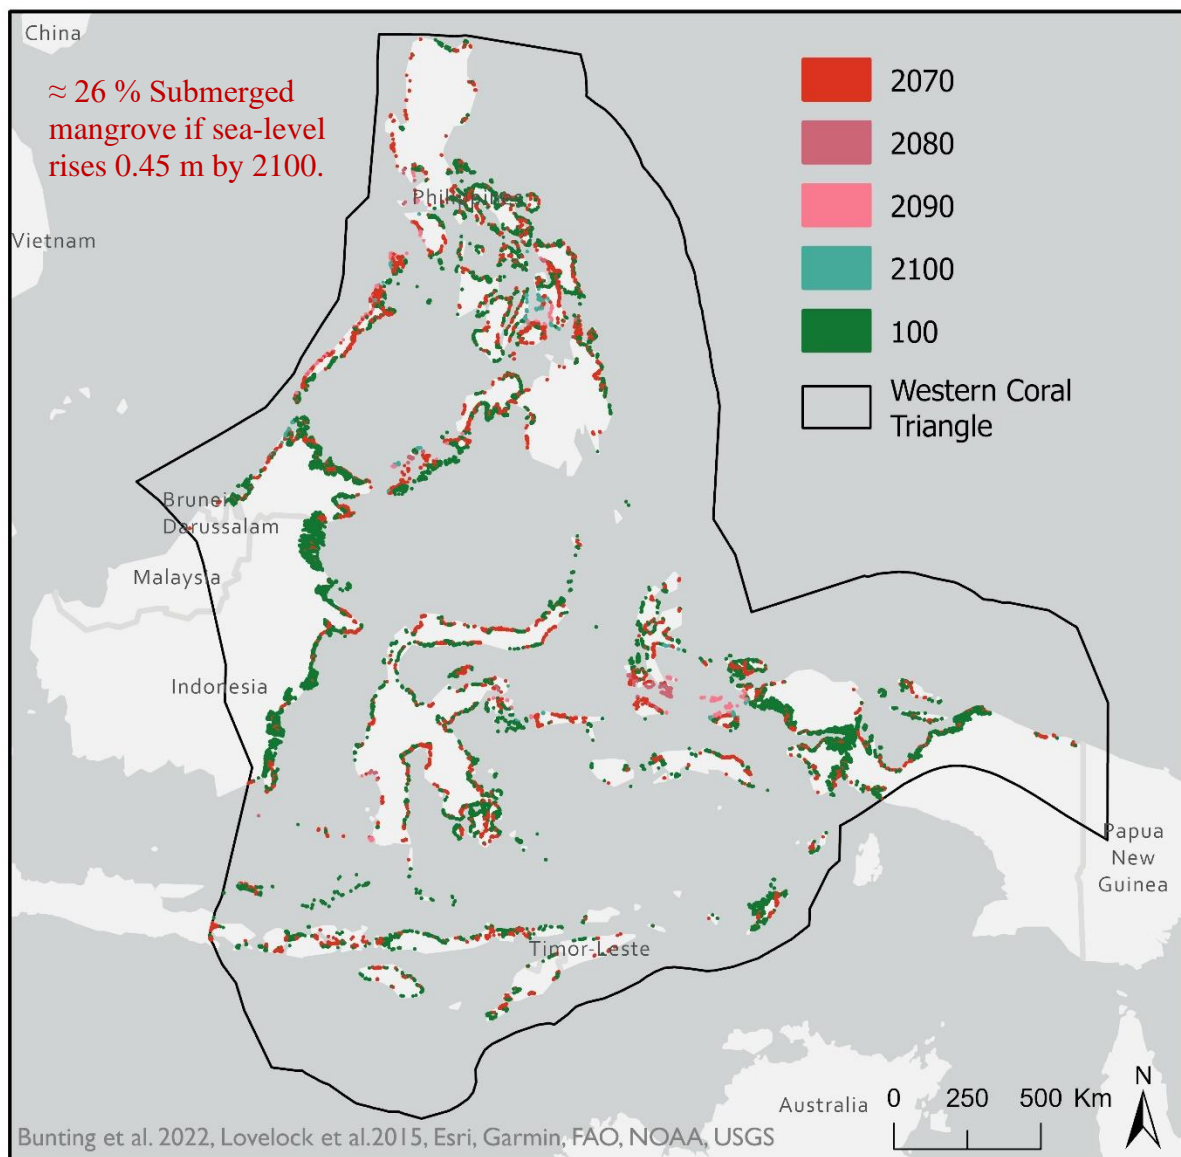 China
≈ 26 % Submerged
mangrove if sea-level
rises 0.45 m by 2100.
2070
2080
2090
2100
100
Western Coral
Triangle
Philippines
Vietnam
Brunei
Darussalam
Malaysia
Indonesia
Papua
New
Guinea
Timor-Leste
Australia
0 250 500 Km
N
Bunting et al. 2022, Lovelock et al.2015, Esri, Garmin, FAO, NOAA, USGS